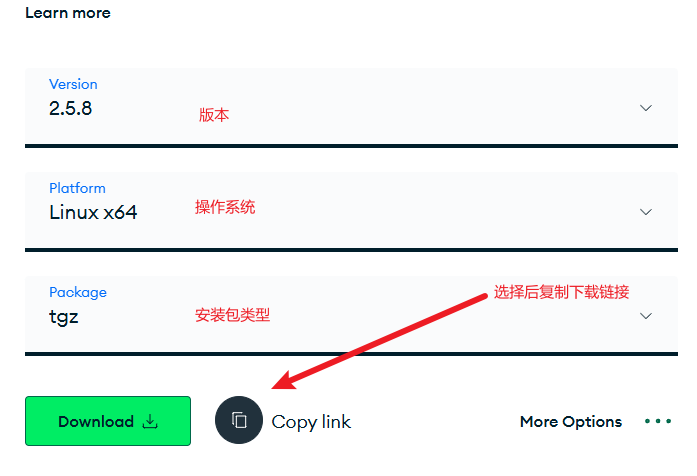 Learn more
Version
2.5.8
版本
Platform
Linux x64
操作系统
Package
tgz
安装包类型
选择后复制下载链接
Download
Copy link
More Options